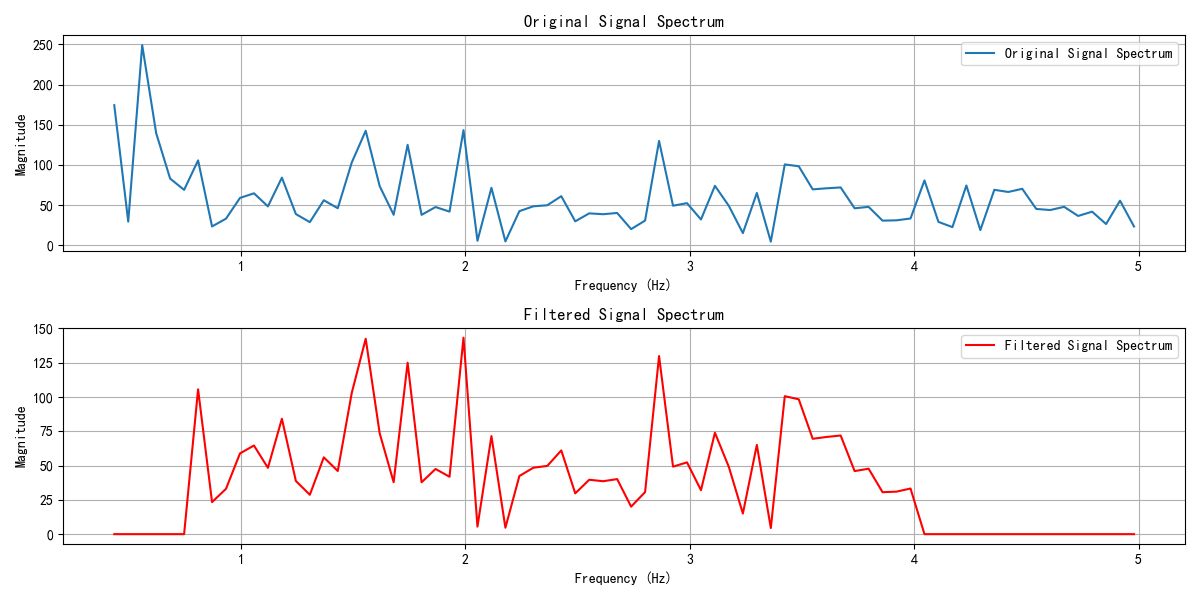 Original Signal Spectrum
250
200
150
100
50
0
Magnitude
Original Signal Spectrum
1
2
3
4
5
Frequency (Hz)
Filtered Signal Spectrum
150
125
100
75
50
25
0
Magnitude
Filtered Signal Spectrum
1
2
3
4
5
Frequency (Hz)